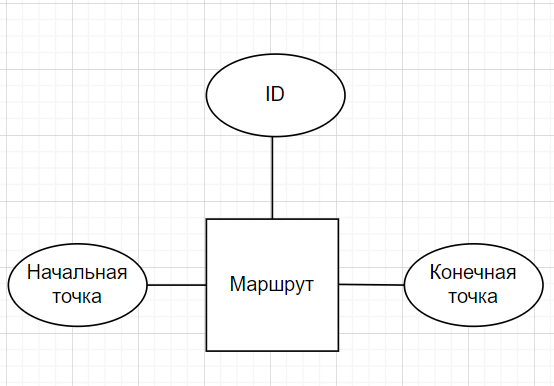 ID
Начальная
точка
Маршрут
Конечная
точка